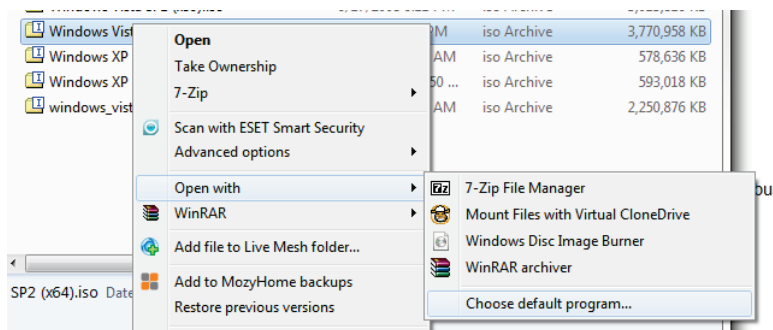 Windows Vist
iso Archive 3,770,958 KB
Windows XP
AM iso Archive 578,636 KB
Windows XP
50 ... iso Archive 593,018 KB
windows_vist
AM iso Archive 2,250,876 KB
Open
Take Ownership
7-Zip
Scan with ESET Smart Security
Advanced options
Open with
WinRAR
Add file to Live Mesh folder...
Add to MozyHome backups
Restore previous versions
7-Zip File Manager
Mount Files with Virtual CloneDrive
Windows Disc Image Burner
WinRAR archiver
Choose default program...
bu
SP2 (x64).iso Date